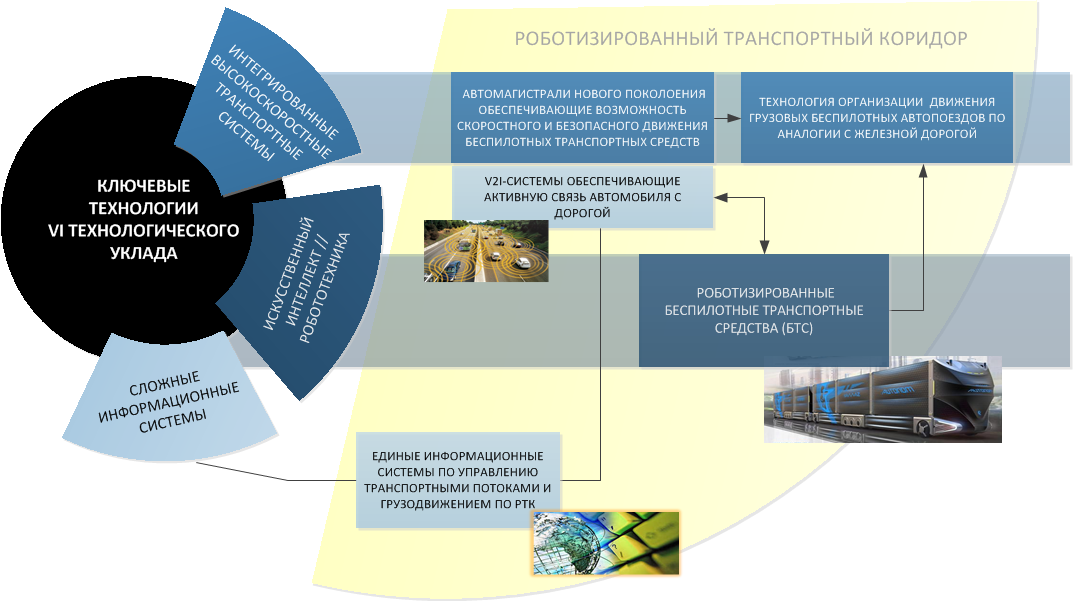 РОБОТИЗИРОВАННЫЙ ТРАНСПОРТНЫЙ КОРИДОР
ИНТЕГРИРОВАННЫЕ
ВЫСОКОСКОРОСТНЫЕ
ТРАНСПОРТНЫЕ
СИСТЕМЫ
АВТОМАГИСТРАЛИ НОВОГО ПОКОЛОЕНИЯ
ОБЕСПЕЧИВАЮЩИЕ ВОЗМОЖНОСТЬ
СКОРОСТНОГО И БЕЗОПАСНОГО ДВИЖЕНИЯ
БЕСПИЛОТНЫХ ТРАНСПОРТНЫХ СРЕДСТВ
ТЕХНОЛОГИЯ ОРГАНИЗАЦИИ ДВИЖЕНИЯ
ГРУЗОВЫХ БЕСПИЛОТНЫХ АВТОПОЕЗДОВ ПО
АНАЛОГИИ С ЖЕЛЕЗНОЙ ДОРОГОЙ
V2I-СИСТЕМЫ ОБЕСПЕЧИВАЮЩИЕ
АКТИВНУЮ СВЯЗЬ АВТОМОБИЛЯ С
ДОРОГОЙ
КЛЮЧЕВЫЕ
ТЕХНОЛОГИИ
VI ТЕХНОЛОГИЧЕСКОГО
УКЛАДА
ИСКУССТВЕННЫЙ
ИНТЕЛЛЕКТ //
РОБОТОТЕХНИКА
РОБОТИЗИРОВАННЫЕ
БЕСПИЛОТНЫЕ ТРАНСПОРТНЫЕ
СРЕДСТВА (БТС)
СЛОЖНЫЕ
ИНФОРМАЦИОННЫЕ
СИСТЕМЫ
ЕДИНЫЕ ИНФОРМАЦИОННЫЕ
СИСТЕМЫ ПО УПРАВЛЕНИЮ
ТРАНСПОРТНЫМИ ПОТОКАМИ И
ГРУЗОДВИЖЕНИЕМ ПО РТК